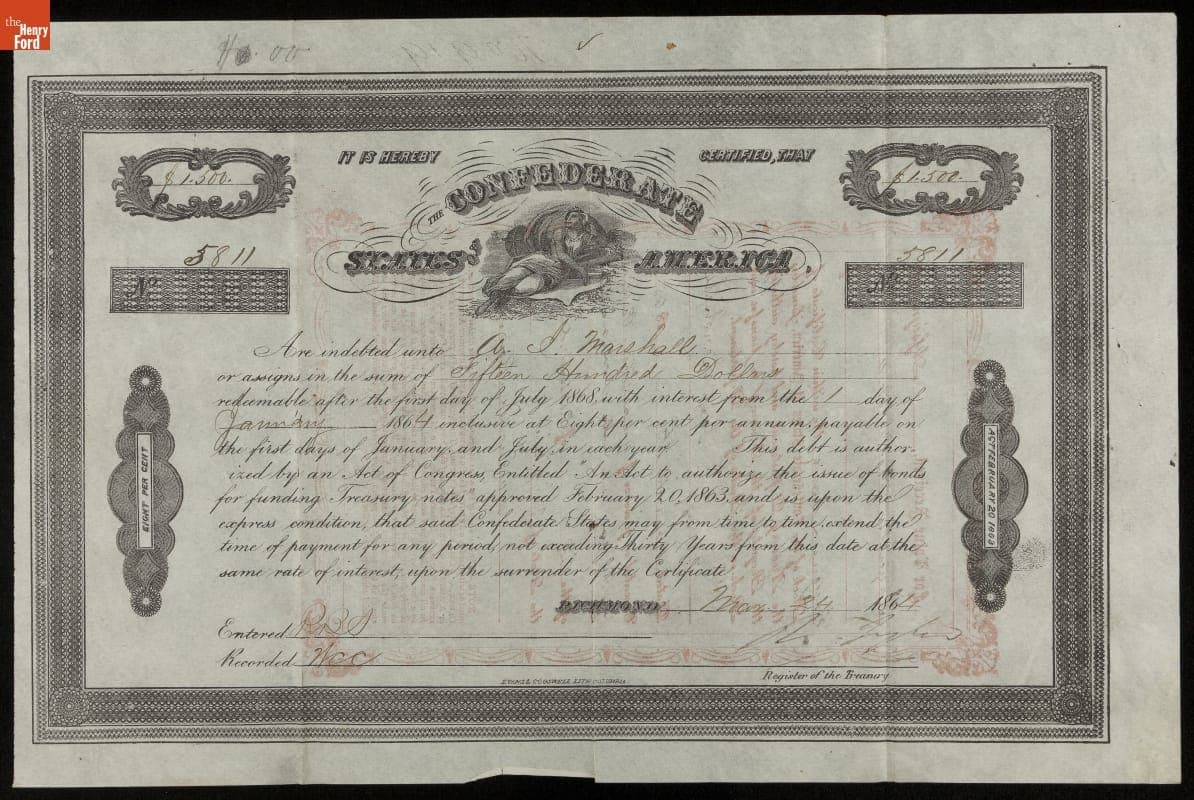 the
Henry
Ford
IT IS HEREBY CERTIFIED, THAT
$1.500. $1.500.
THE CONFEDERATE
STATES of AMERICA,
5811 5811
No No
Are indebted unto A. J. Marshall
or assigns in the sum of Fifteen Hundred Dollars
redeemable after the first day of July 1868, with interest from the 1 day of
January 1864 inclusive at Eight per cent per annum, payable on
the first days of January, and July, in each year. This debt is author-
ized by an Act of Congress, Entitled "An Act to authorize the issue of bonds
for funding Treasury notes" approved February 20, 1863, and is upon the
express condition, that said Confederate States may from time to time, extend the
time of payment for any period, not exceeding Thirty Years from this date at the
same rate of interest, upon the surrender of the Certificate.
EIGHT PER CENT
ACT FEBRUARY 20 1863
RICHMOND May 24 1864
Entered
Recorded WCC
Register of the Treasury
EVANS & COGSWELL LITH COLUMBIA